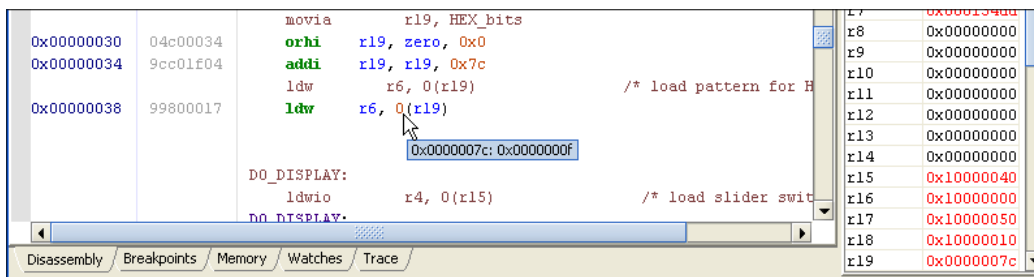 movia r19, HEX_bits
0x00000030 04c00034 orhi r19, zero, 0x0
0x00000034 9cc01f04 addi r19, r19, 0x7c
ldw r6, 0(r19) /* load pattern for H
0x00000038 99800017 ldw r6, 0(r19)
0x0000007c: 0x0000000f
DO_DISPLAY:
ldwio r4, 0(r15) /* load slider swit
DO_DISPLAY:
Disassembly Breakpoints Memory Watches Trace
r7 0x000134dd
r8 0x00000000
r9 0x00000000
r10 0x00000000
r11 0x00000000
r12 0x00000000
r13 0x00000000
r14 0x00000000
r15 0x10000040
r16 0x10000000
r17 0x10000050
r18 0x10000010
r19 0x0000007c